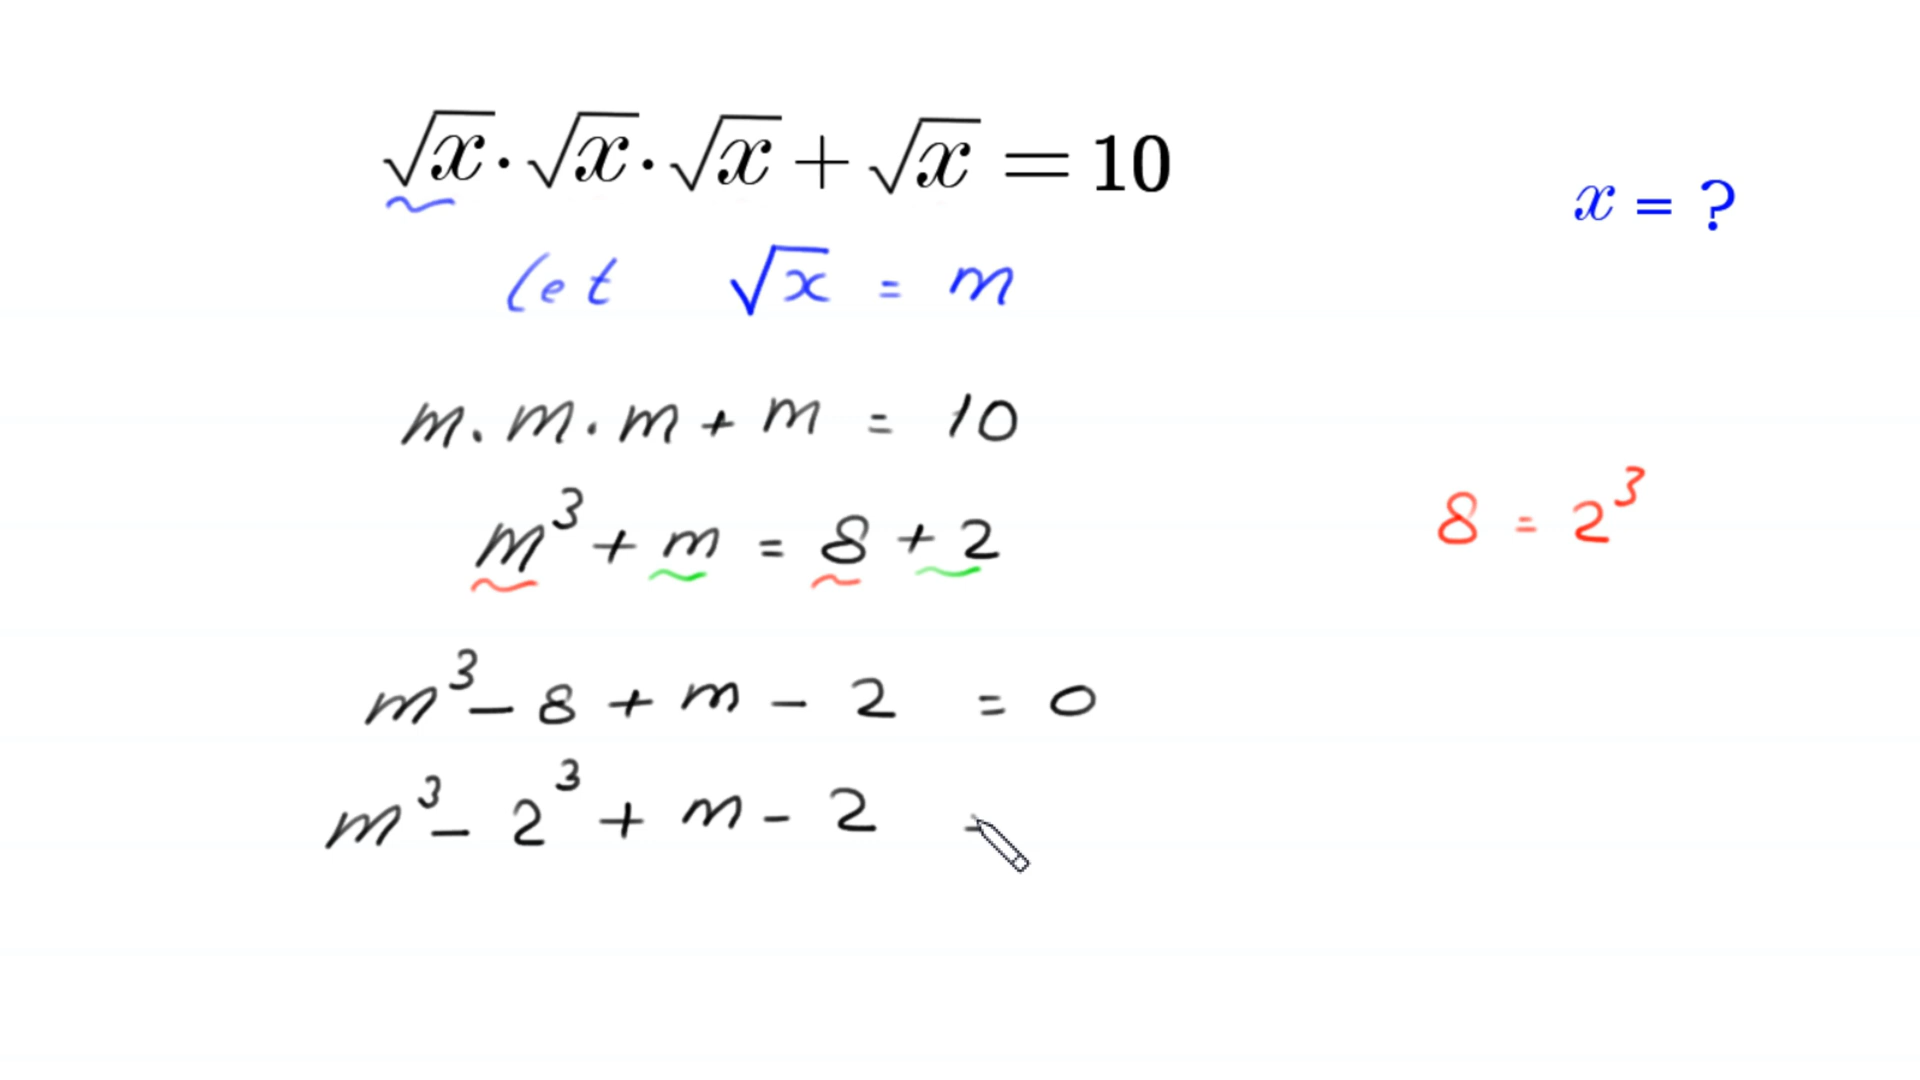 √x · √x · √x + √x = 10
x = ?
let √x = m
m . m . m + m = 10
m³ + m = 8 + 2
8 = 2³
m³ - 8 + m - 2 = 0
m³ - 2³ + m - 2 =